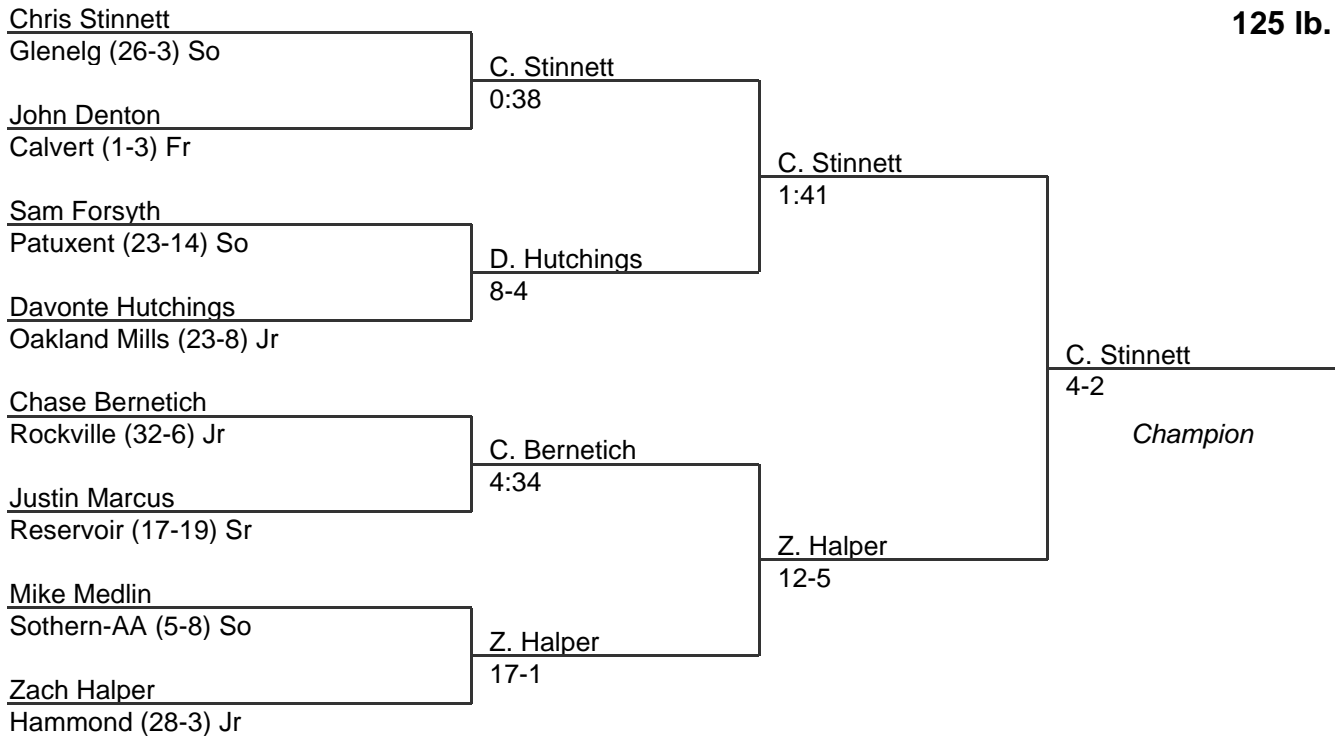 Chris Stinnett
125 lb.
Glenelg (26-3) So
C. Stinnett
0:38
John Denton
Calvert (1-3) Fr
C. Stinnett
1:41
Sam Forsyth
Patuxent (23-14) So
D. Hutchings
8-4
Davonte Hutchings
Oakland Mills (23-8) Jr
C. Stinnett
4-2
Champion
Chase Bernetich
Rockville (32-6) Jr
C. Bernetich
4:34
Justin Marcus
Reservoir (17-19) Sr
Z. Halper
12-5
Mike Medlin
Sothern-AA (5-8) So
Z. Halper
17-1
Zach Halper
Hammond (28-3) Jr